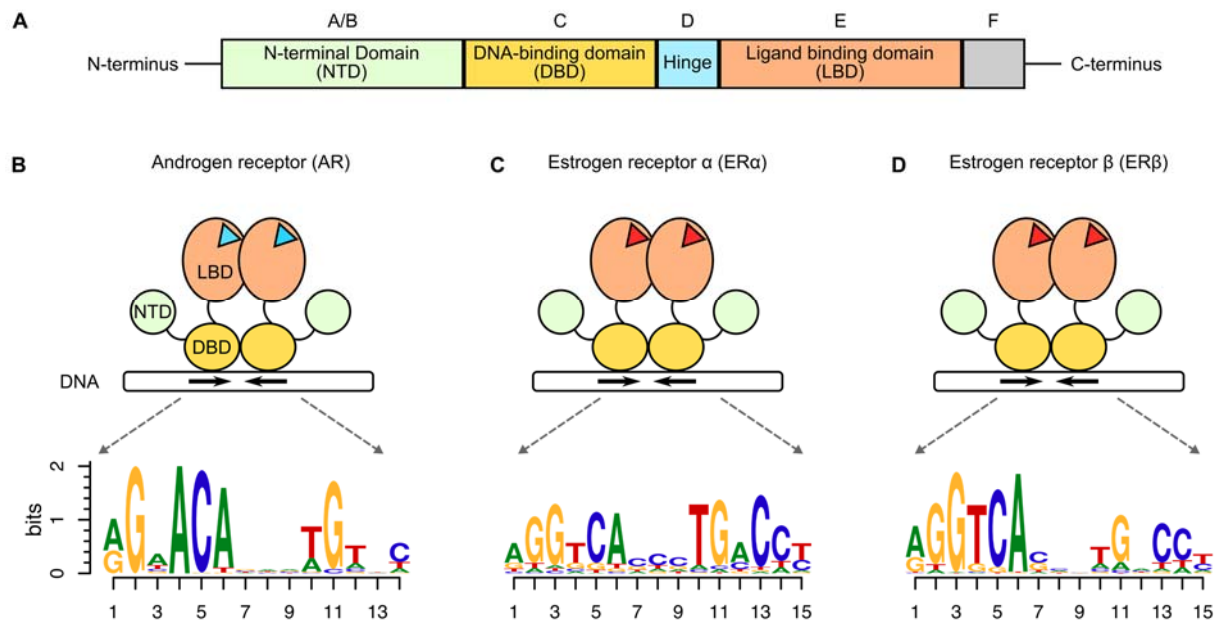 A
A/B C D E F
N-terminus
N-terminal Domain
(NTD)
DNA-binding domain
(DBD)
Hinge
Ligand binding domain
(LBD)
C-terminus
B
Androgen receptor (AR)
C
Estrogen receptor α (ERα)
D
Estrogen receptor β (ERβ)
LBD
NTD
DBD
DNA
bits
2
1
0
1 3 5 7 9 11 13
1 3 5 7 9 11 13 15
1 3 5 7 9 11 13 15